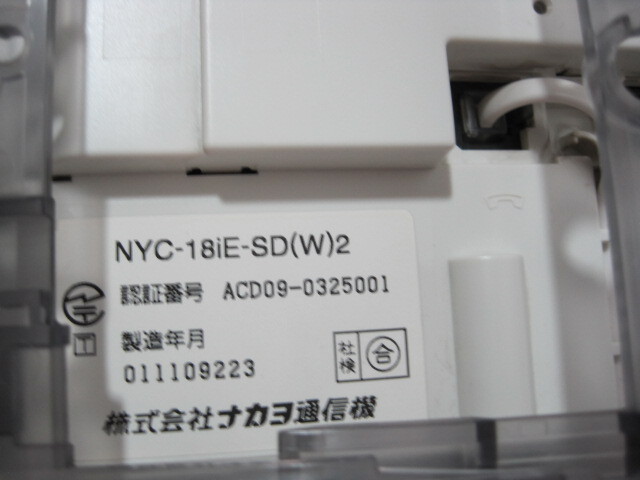 NYC-18iE-SD(W)2
認証番号 ACD09-0325001
T
製造年月
011109223
社検 合
株式会社ナカヨ通信機